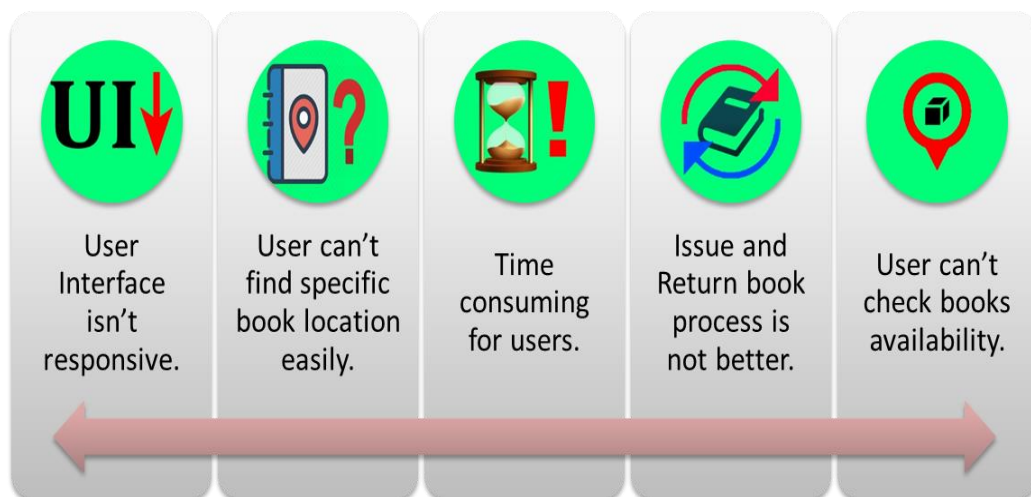 UI
User
Interface
isn't
responsive.
?
User can't
find specific
book location
easily.
!
Time
consuming
for users.
Issue and
Return book
process is
not better.
User can't
check books
availability.